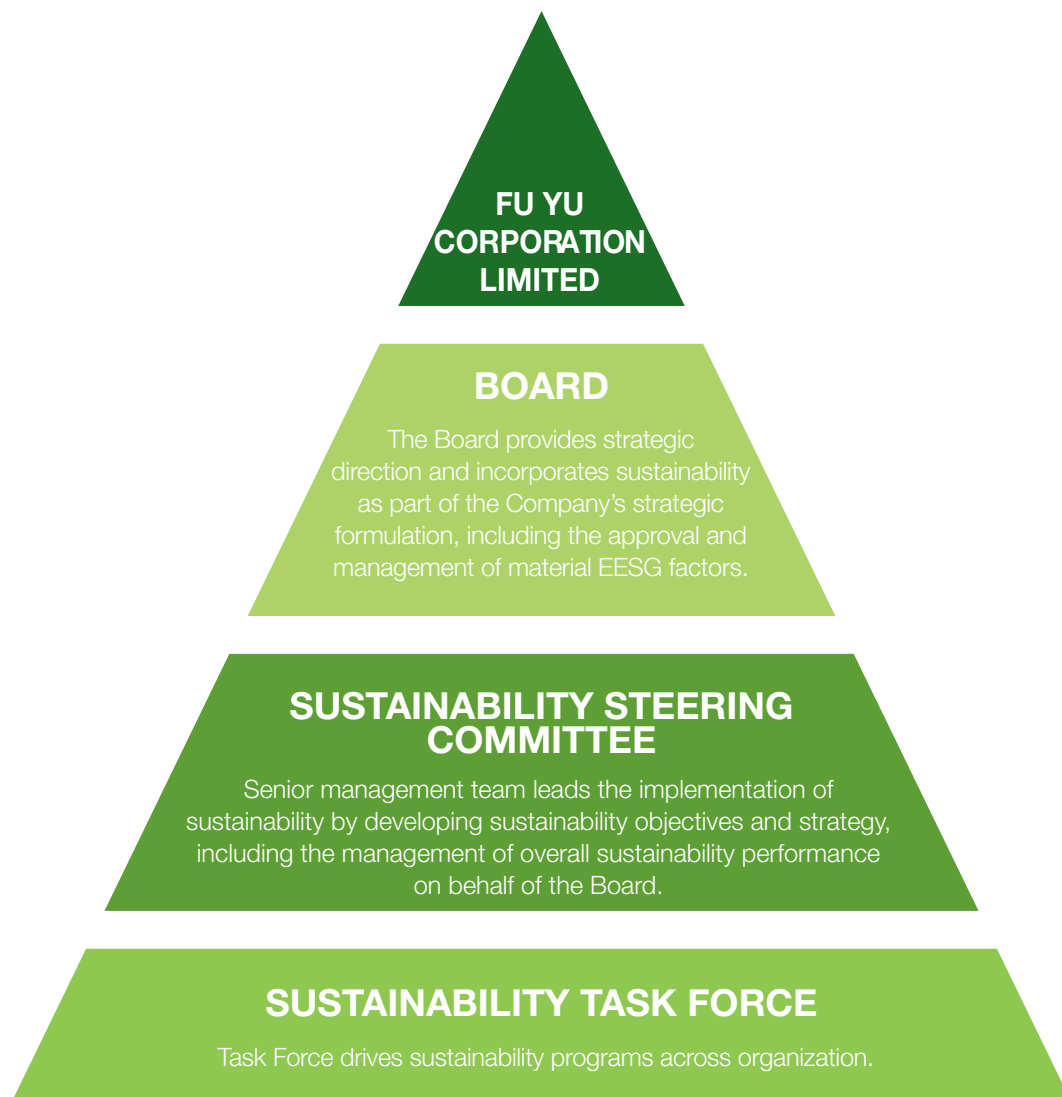 FU YU
CORPORATION
LIMITED
BOARD
The Board provides strategic
direction and incorporates sustainability
as part of the Company’s strategic
formulation, including the approval and
management of material EESG factors.
SUSTAINABILITY STEERING
COMMITTEE
Senior management team leads the implementation of
sustainability by developing sustainability objectives and strategy,
including the management of overall sustainability performance
on behalf of the Board.
SUSTAINABILITY TASK FORCE
Task Force drives sustainability programs across organization.